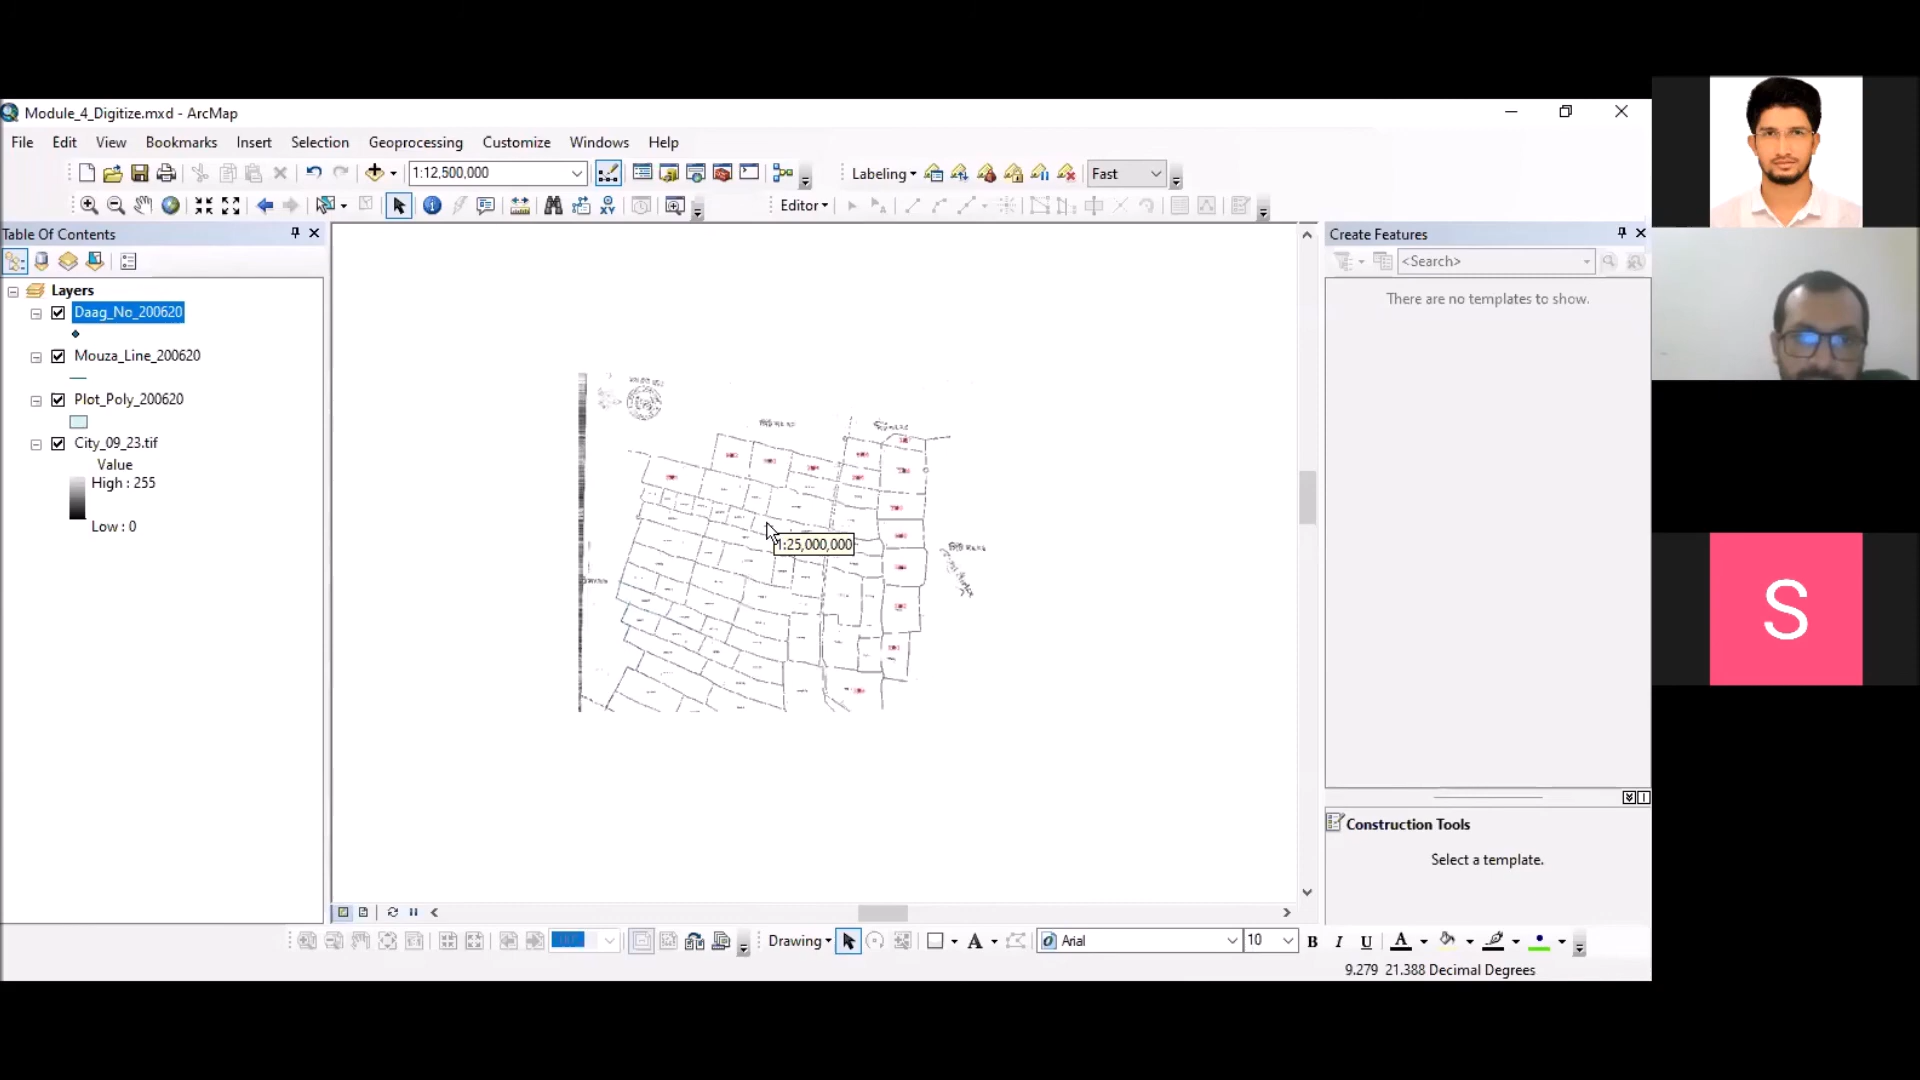 Module_4_Digitize.mxd - ArcMap
File Edit View Bookmarks Insert Selection Geoprocessing Customize Windows Help
1:12,500,000
Labeling
Fast
Editor
Table Of Contents
Layers
Daag_No_200620
Mouza_Line_200620
Plot_Poly_200620
City_09_23.tif
Value
High : 255
Low : 0
1:25,000,000
Create Features
<Search>
There are no templates to show.
Construction Tools
Select a template.
Drawing
A
Arial
10
B I U A
9.279 21.388 Decimal Degrees
S